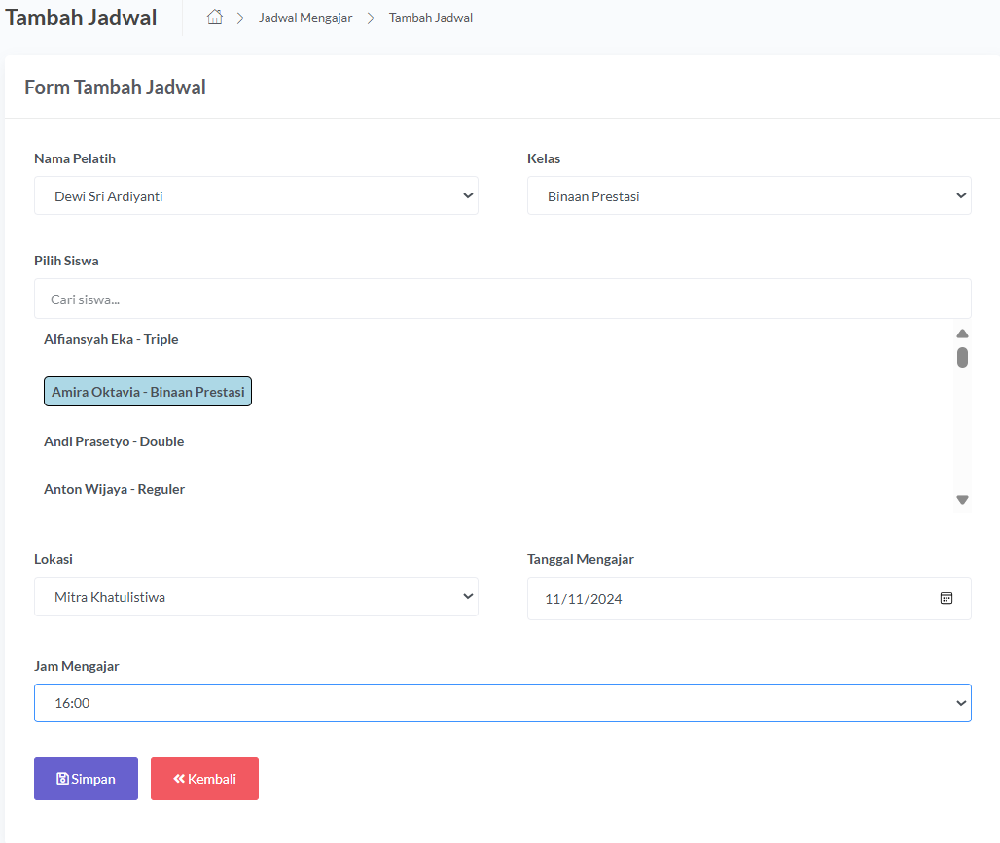 Tambah Jadwal
Jadwal Mengajar
Tambah Jadwal
Form Tambah Jadwal
Nama Pelatih
Kelas
Dewi Sri Ardiyanti
Binaan Prestasi
Pilih Siswa
Cari siswa...
Alfiansyah Eka - Triple
Amira Oktavia - Binaan Prestasi
Andi Prasetyo - Double
Anton Wijaya - Reguler
Lokasi
Tanggal Mengajar
Mitra Khatulistiwa
11/11/2024
Jam Mengajar
16:00
Simpan
Kembali